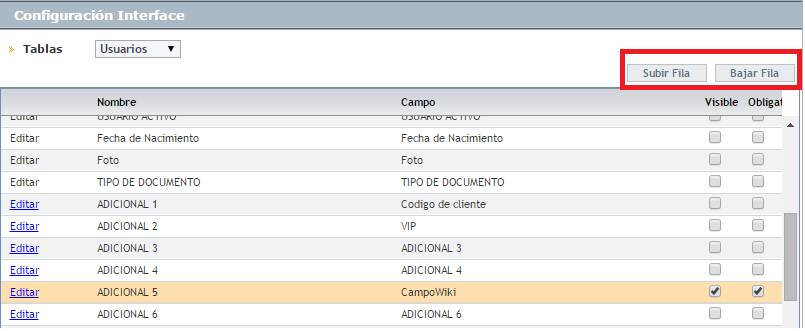 Configuración Interface
» Tablas Usuarios
Subir Fila Bajar Fila
Nombre Campo Visible Obligat
Editar USUARIO ACTIVO USUARIO ACTIVO
Editar Fecha de Nacimiento Fecha de Nacimiento
Editar Foto Foto
Editar TIPO DE DOCUMENTO TIPO DE DOCUMENTO
Editar ADICIONAL 1 Codigo de cliente
Editar ADICIONAL 2 VIP
Editar ADICIONAL 3 ADICIONAL 3
Editar ADICIONAL 4 ADICIONAL 4
Editar ADICIONAL 5 CampoWiki
Editar ADICIONAL 6 ADICIONAL 6